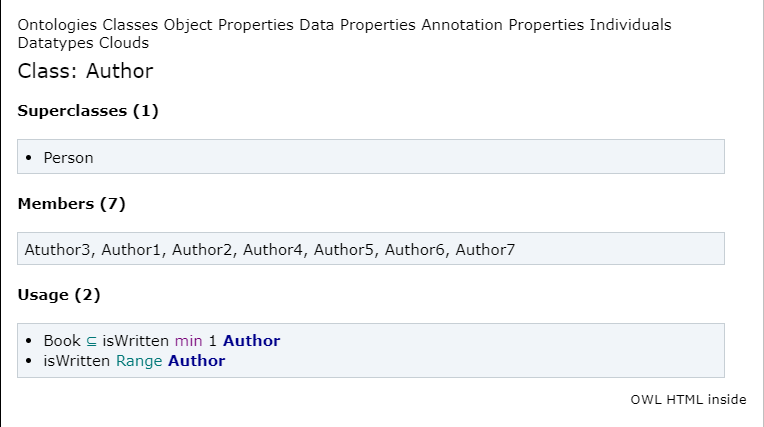 Ontologies Classes Object Properties Data Properties Annotation Properties Individuals
Datatypes Clouds
Class: Author
Superclasses (1)
• Person
Members (7)
Atuthor3, Author1, Author2, Author4, Author5, Author6, Author7
Usage (2)
• Book ⊆ isWritten min 1 Author
• isWritten Range Author
OWL HTML inside